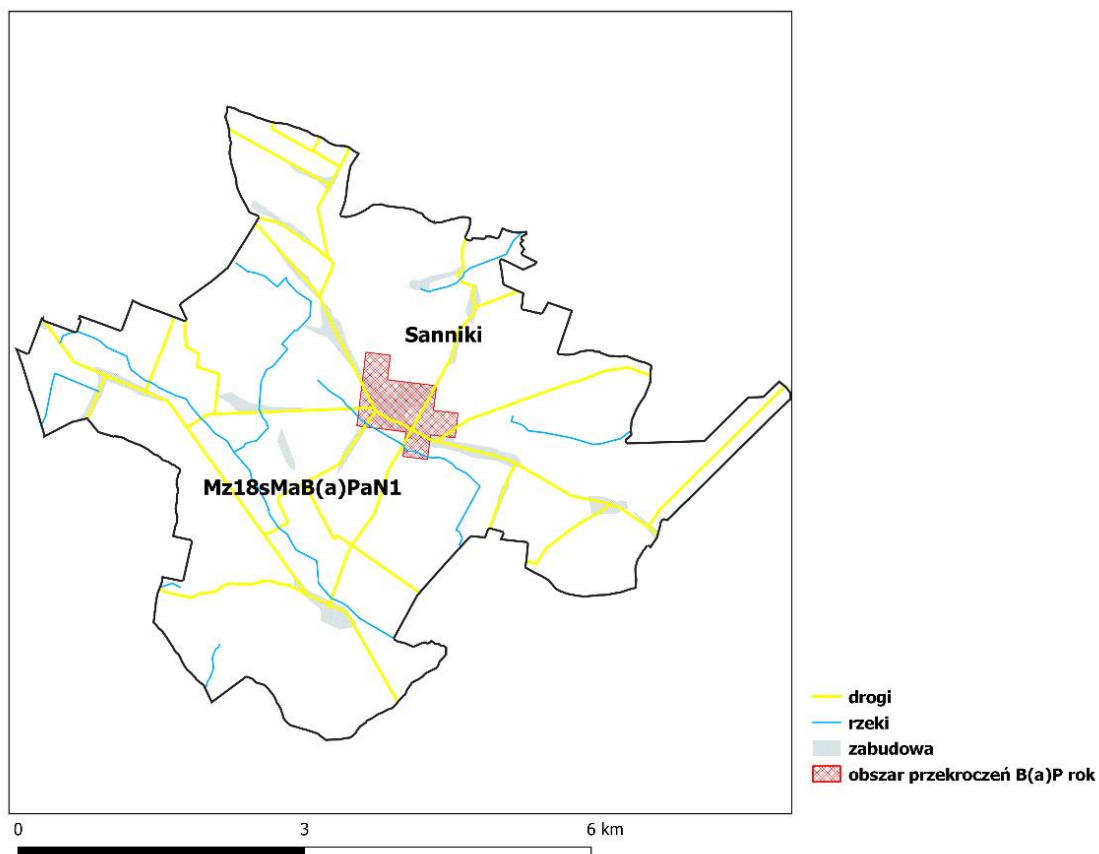 Sanniki
Mz18sMaB(a)PaN1
drogi
rzeki
zabudowa
obszar przekroczeń B(a)P rok
0 3 6 km